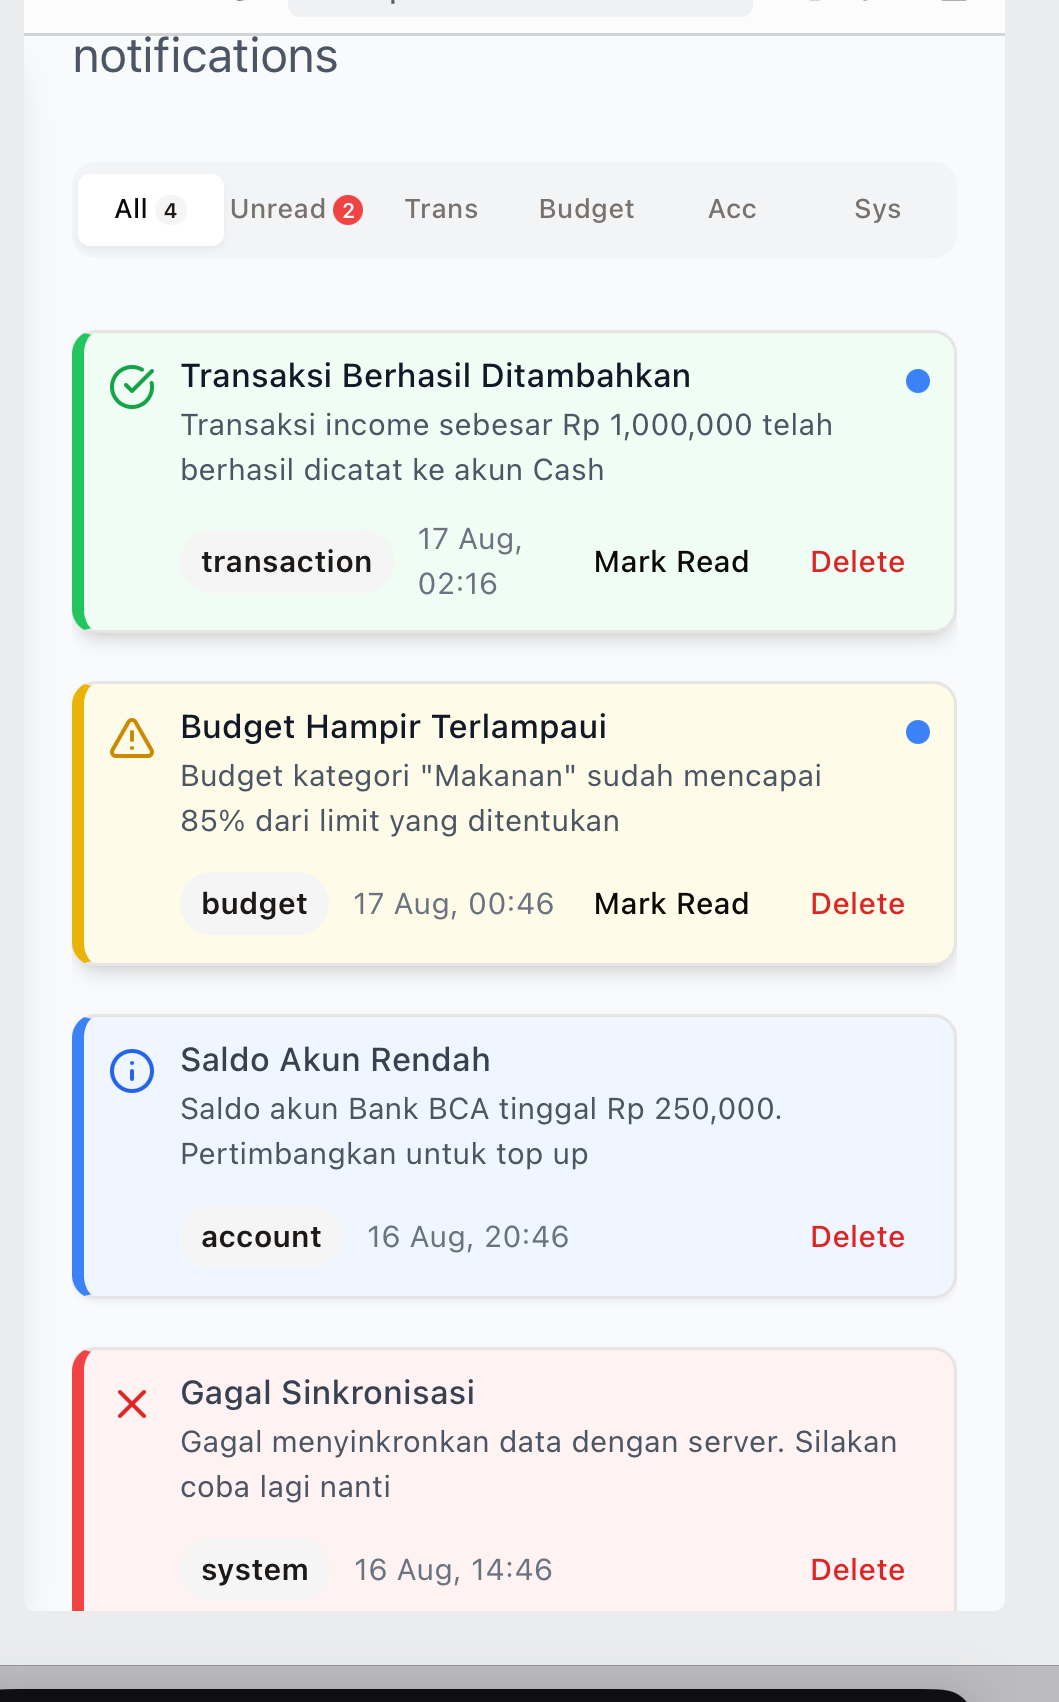 notifications
All 4 Unread 2 Trans Budget Acc Sys
Transaksi Berhasil Ditambahkan
Transaksi income sebesar Rp 1,000,000 telah
berhasil dicatat ke akun Cash
transaction 17 Aug, 02:16 Mark Read Delete
Budget Hampir Terlampaui
Budget kategori "Makanan" sudah mencapai
85% dari limit yang ditentukan
budget 17 Aug, 00:46 Mark Read Delete
Saldo Akun Rendah
Saldo akun Bank BCA tinggal Rp 250,000.
Pertimbangkan untuk top up
account 16 Aug, 20:46 Delete
Gagal Sinkronisasi
Gagal menyinkronkan data dengan server. Silakan
coba lagi nanti
system 16 Aug, 14:46 Delete